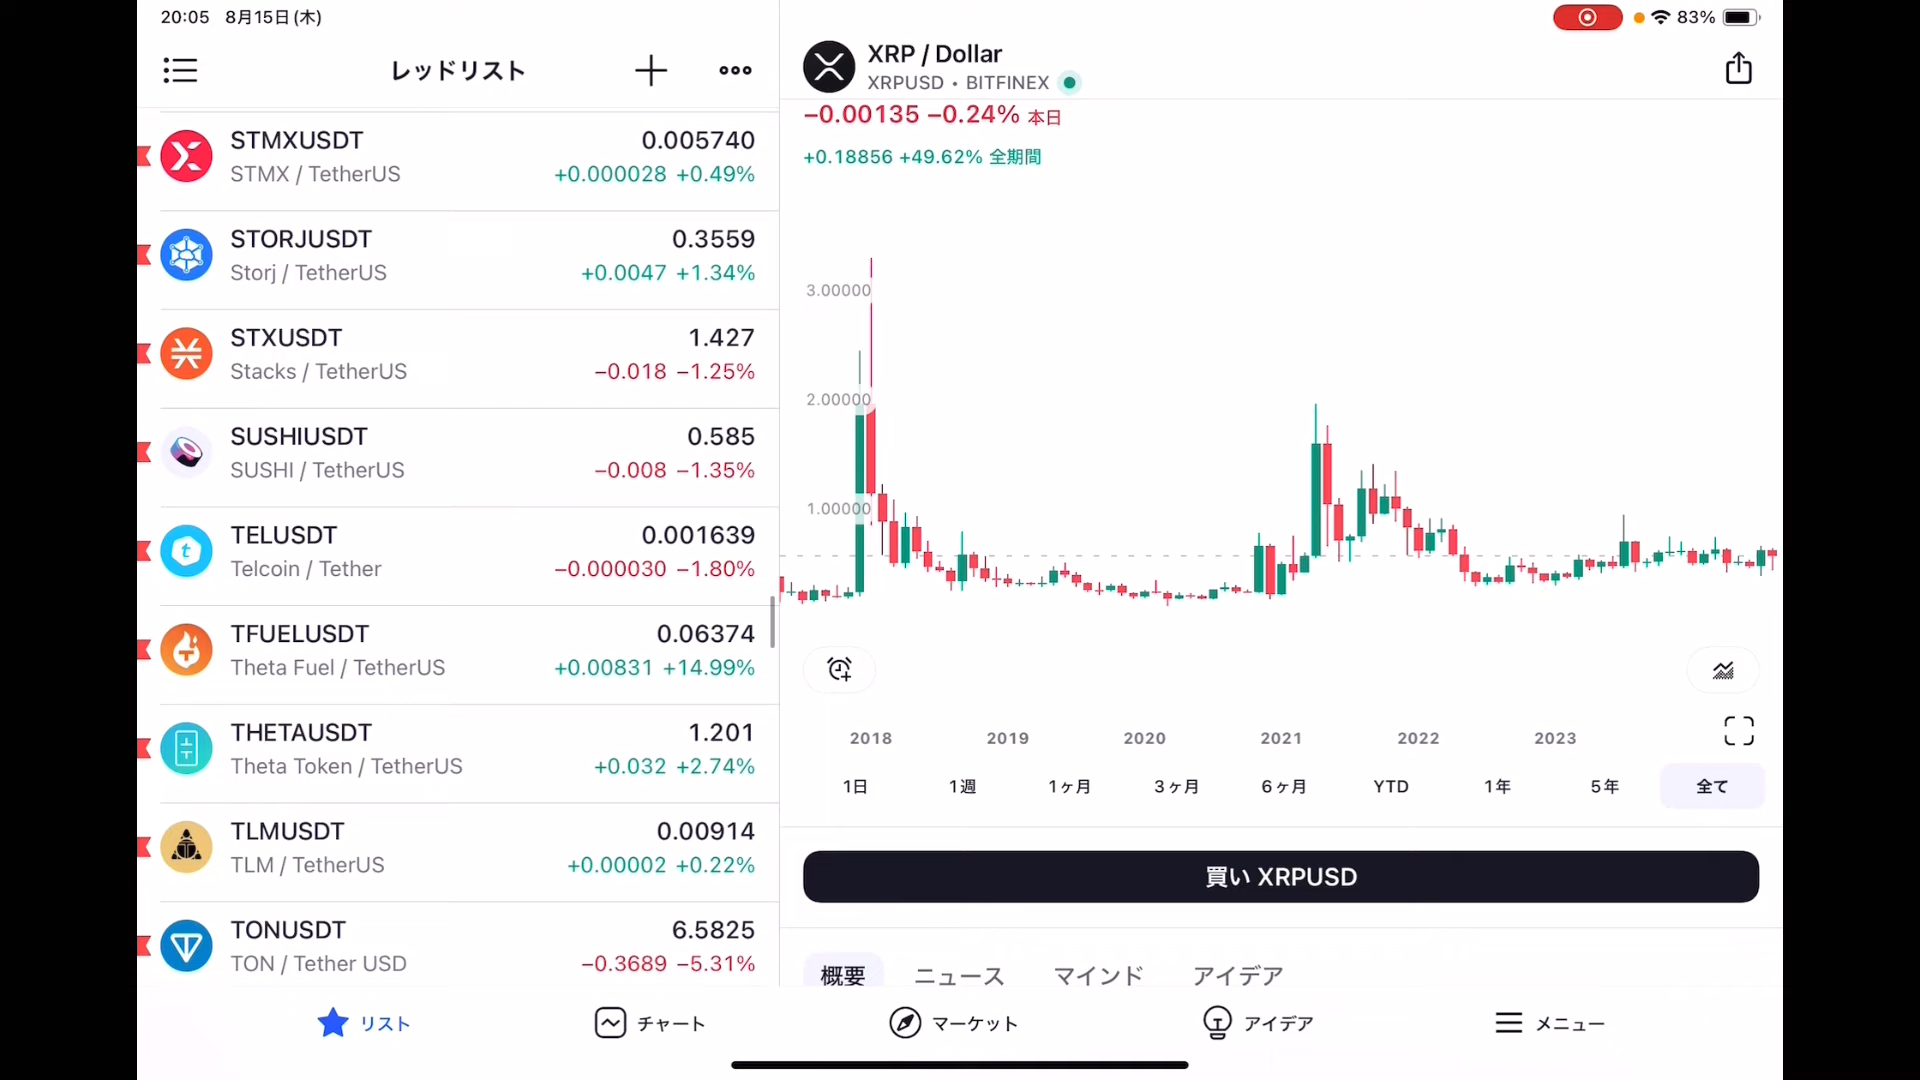 20:05 8月15日(木)
83%
レッドリスト
STMXUSDT 0.005740
STMX / TetherUS +0.000028 +0.49%
STORJUSDT 0.3559
Storj / TetherUS +0.0047 +1.34%
STXUSDT 1.427
Stacks / TetherUS −0.018 −1.25%
SUSHIUSDT 0.585
SUSHI / TetherUS −0.008 −1.35%
TELUSDT 0.001639
Telcoin / Tether −0.000030 −1.80%
TFUELUSDT 0.06374
Theta Fuel / TetherUS +0.00831 +14.99%
THETAUSDT 1.201
Theta Token / TetherUS +0.032 +2.74%
TLMUSDT 0.00914
TLM / TetherUS +0.00002 +0.22%
TONUSDT 6.5825
TON / Tether USD −0.3689 −5.31%
XRP / Dollar
XRPUSD • BITFINEX
−0.00135 −0.24% 本日
+0.18856 +49.62% 全期間
3.00000
2.00000
1.00000
2018 2019 2020 2021 2022 2023
1日 1週 1ヶ月 3ヶ月 6ヶ月 YTD 1年 5年 全て
買い XRPUSD
概要 ニュース マインド アイデア
リスト チャート マーケット アイデア メニュー